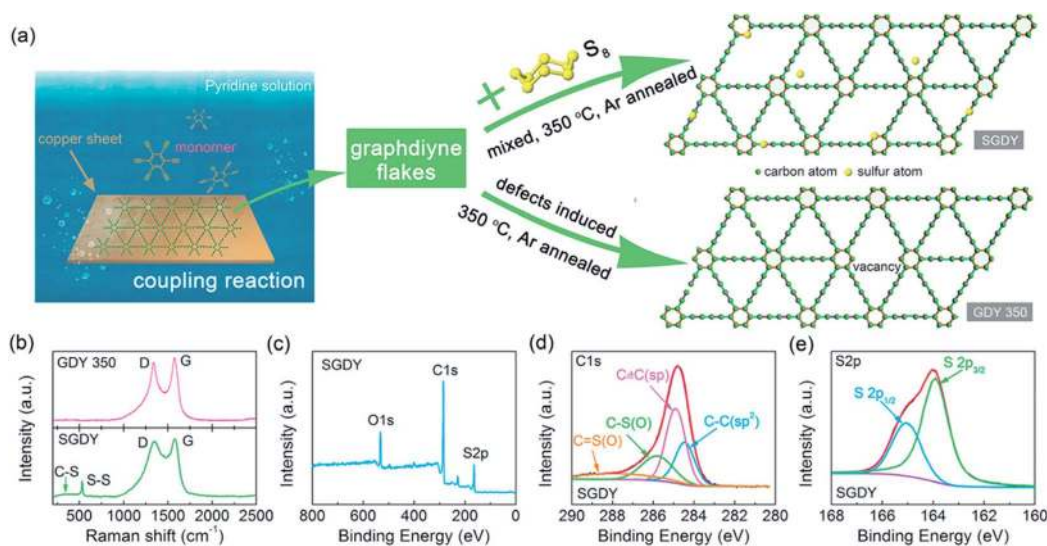 (a)
Pyridine solution
copper sheet
monomer
coupling reaction
graphdiyne
flakes
S8
mixed, 350 °C, Ar annealed
defects induced
350 °C, Ar annealed
SGDY
carbon atom
sulfur atom
vacancy
GDY 350
(b)
GDY 350
D
G
SGDY
D
G
C-S
S-S
Intensity (a.u.)
500 1000 1500 2000 2500
Raman shift (cm-1)
(c)
SGDY
C1s
O1s
S2p
Intensity (a.u.)
800 600 400 200 0
Binding Energy (eV)
(d)
C1s
C-S(O)
C-C(sp2)
C=S(O)
SGDY
Intensity (a.u.)
290 288 286 284 282 280
Binding Energy (eV)
(e)
S2p
S 2p3/2
S 2p1/2
SGDY
Intensity (a.u.)
168 166 164 162 160
Binding Energy (eV)